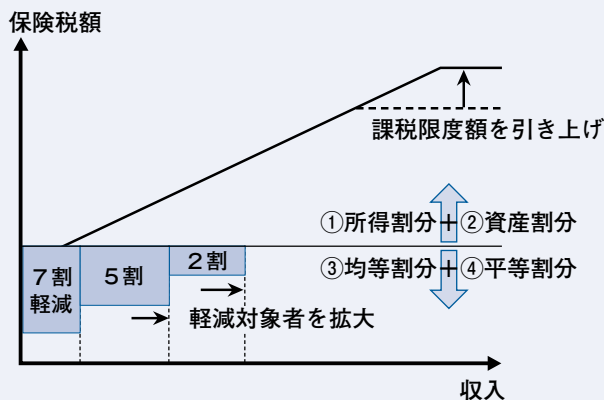 保険税額
課税限度額を引き上げ
①所得割分＋②資産割分
③均等割分＋④平等割分
7割
軽減
5割
2割
軽減対象者を拡大
収入